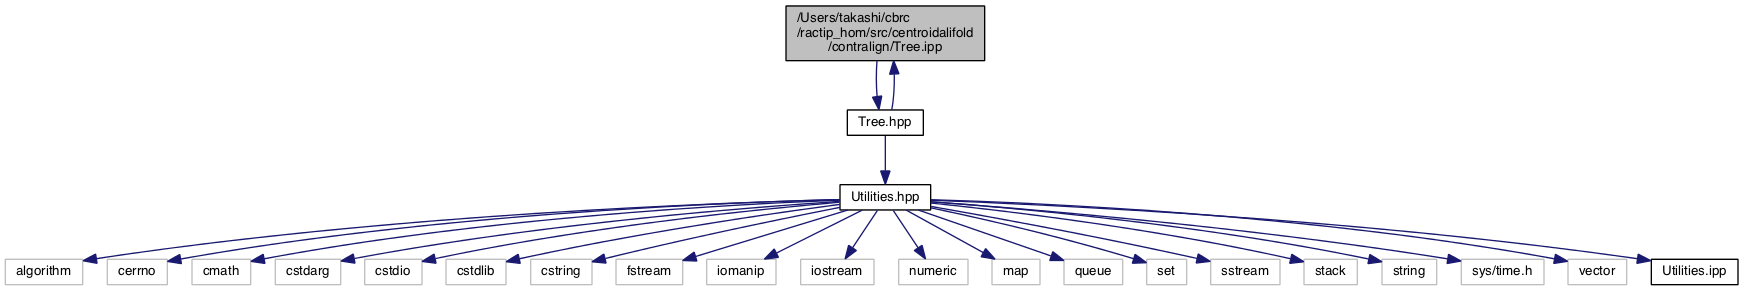 /Users/takashi/cbrc
/ractip_hom/src/centroidalifold
/contralign/Tree.ipp
Tree.hpp
Utilities.hpp
algorithm
cerrno
cmath
cstdarg
cstdio
cstdlib
cstring
fstream
iomanip
iostream
numeric
map
queue
set
sstream
stack
string
sys/time.h
vector
Utilities.ipp